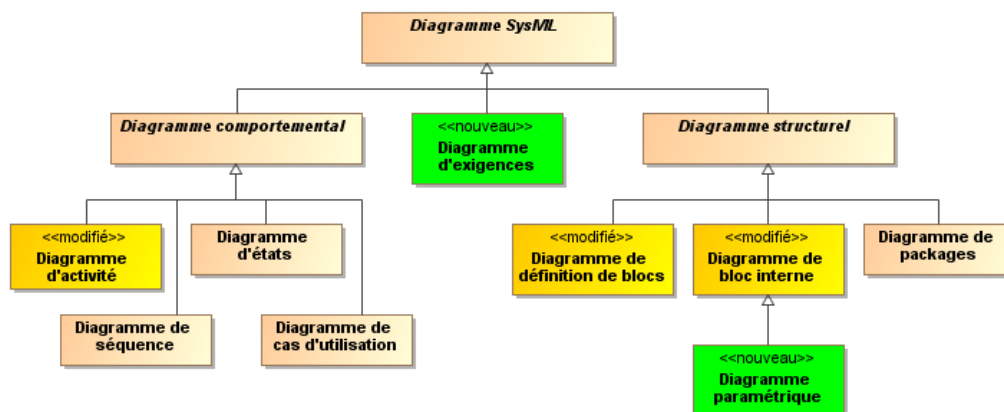 Diagramme SysML
Diagramme comportemental
<<nouveau>>
Diagramme
d'exigences
Diagramme structurel
<<modifié>>
Diagramme
d'activité
Diagramme
d'états
<<modifié>>
Diagramme de
définition de blocs
<<modifié>>
Diagramme de
bloc interne
Diagramme de
packages
Diagramme de
séquence
Diagramme de
cas d'utilisation
<<nouveau>>
Diagramme
paramétrique